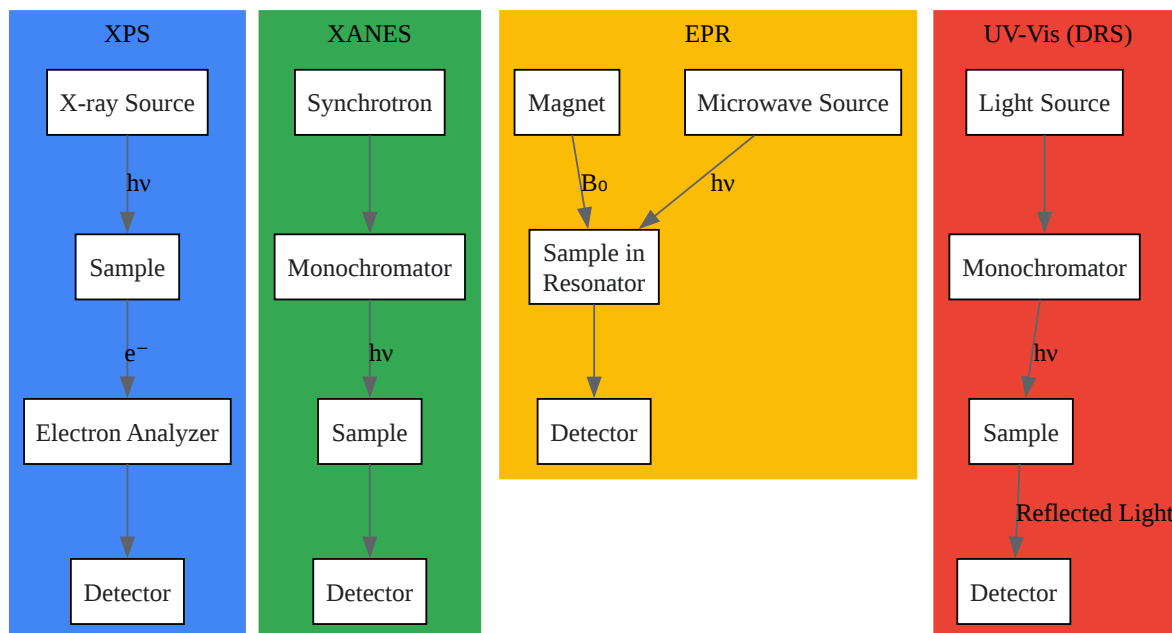 XPS
X-ray Source
hν
Sample
e⁻
Electron Analyzer
Detector
XANES
Synchrotron
Monochromator
hν
Sample
Detector
EPR
Magnet
Microwave Source
B₀
hν
Sample in
Resonator
Detector
UV-Vis (DRS)
Light Source
Monochromator
hν
Sample
Reflected Light
Detector